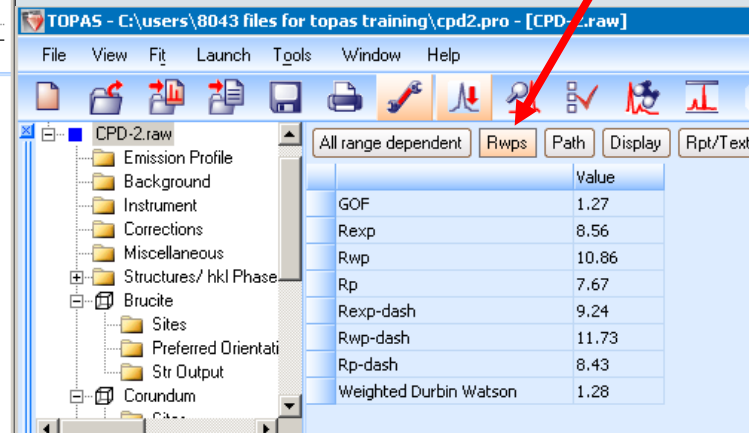 TOPAS - C:\users\8043 files for topas training\cpd2.pro - [CPD-2.raw]
File View Fit Launch Tools Window Help
CPD-2.raw
Emission Profile
Background
Instrument
Corrections
Miscellaneous
Structures/ hkl Phase
Brucite
Sites
Preferred Orientati
Str Output
Corundum
Sites
All range dependent Rwps Path Display Rpt/Text
Value
GOF 1.27
Rexp 8.56
Rwp 10.86
Rp 7.67
Rexp-dash 9.24
Rwp-dash 11.73
Rp-dash 8.43
Weighted Durbin Watson 1.28